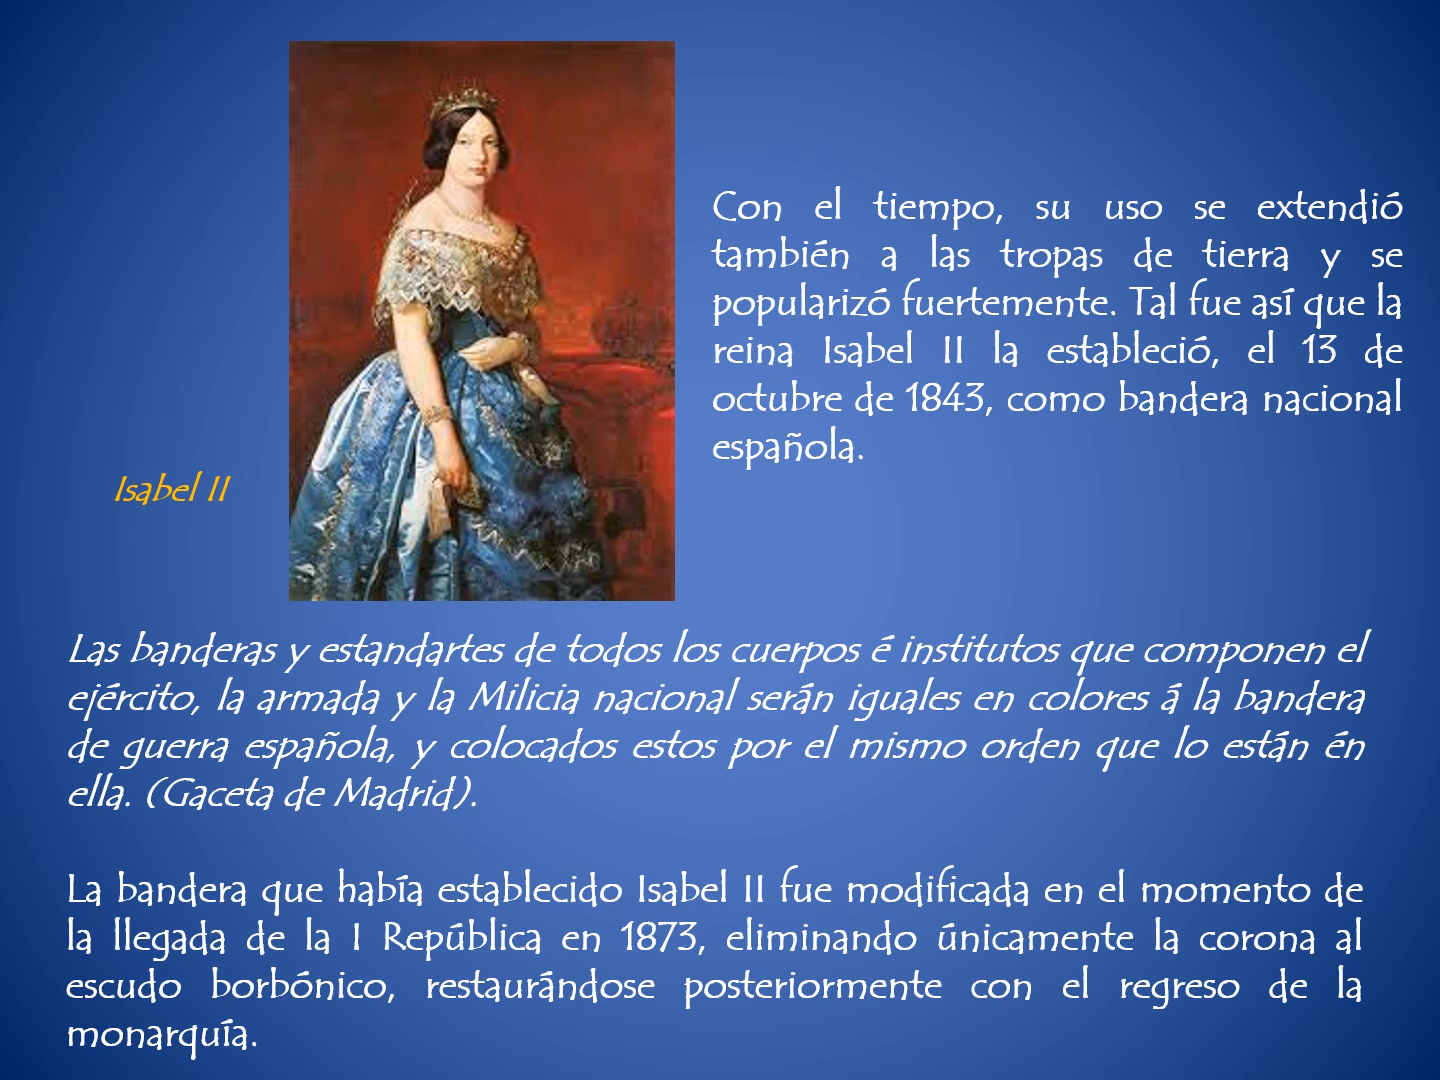 Con el tiempo, su uso se extendió
también a las tropas de tierra y se
popularizó fuertemente. Tal fue así que la
reina Isabel II la estableció, el 13 de
octubre de 1843, como bandera nacional
española.
Isabel II
Las banderas y estandartes de todos los cuerpos é institutos que componen el
ejército, la armada y la Milicia nacional serán iguales en colores á la bandera
de guerra española, y colocados estos por el mismo orden que lo están én
ella. (Gaceta de Madrid).
La bandera que había establecido Isabel II fue modificada en el momento de
la llegada de la I República en 1873, eliminando únicamente la corona al
escudo borbónico, restaurándose posteriormente con el regreso de la
monarquía.